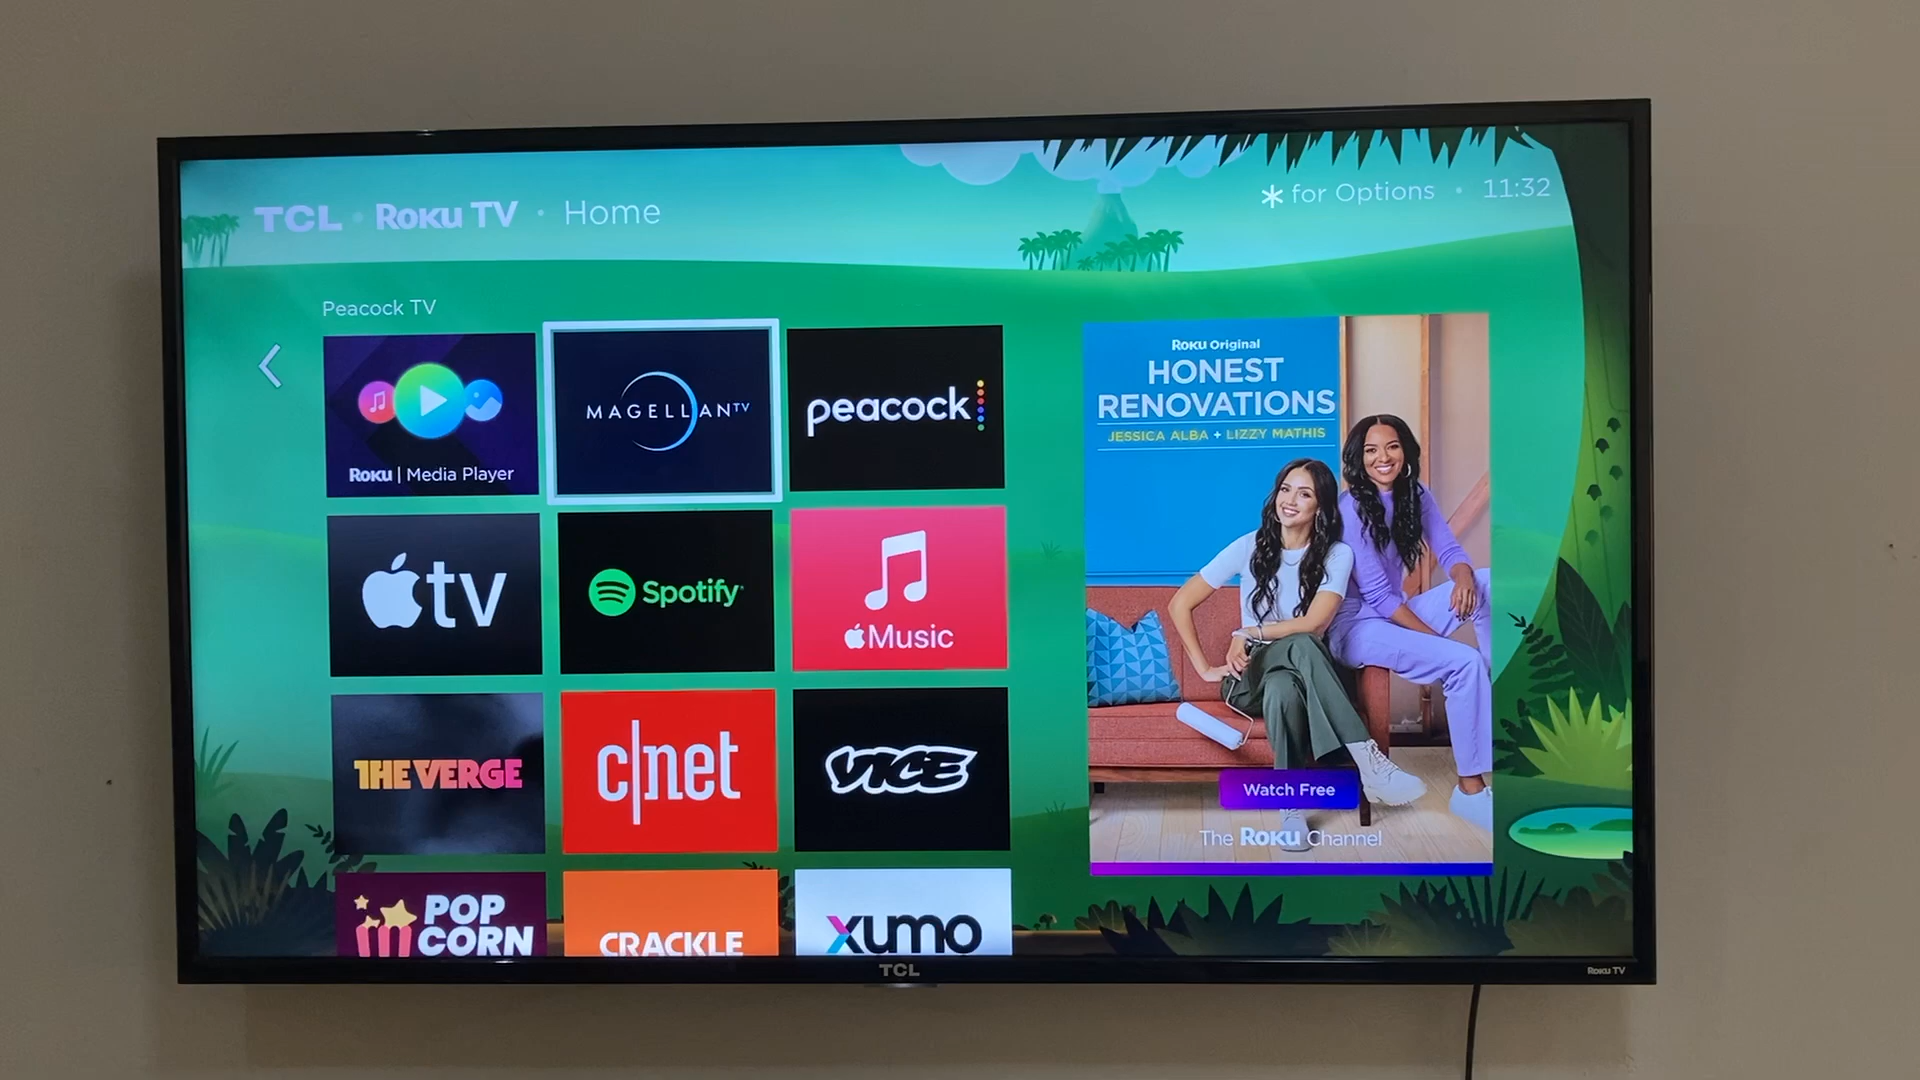 TCL • Roku TV • Home
* for Options • 11:32
Peacock TV
Roku | Media Player
MAGELLAN TV
peacock
tv
Spotify
Music
THE VERGE
c|net
VICE
POP
CORN
CRACKLE
xumo
Roku Original
HONEST
RENOVATIONS
JESSICA ALBA + LIZZY MATHIS
Watch Free
The Roku Channel
TCL
Roku TV